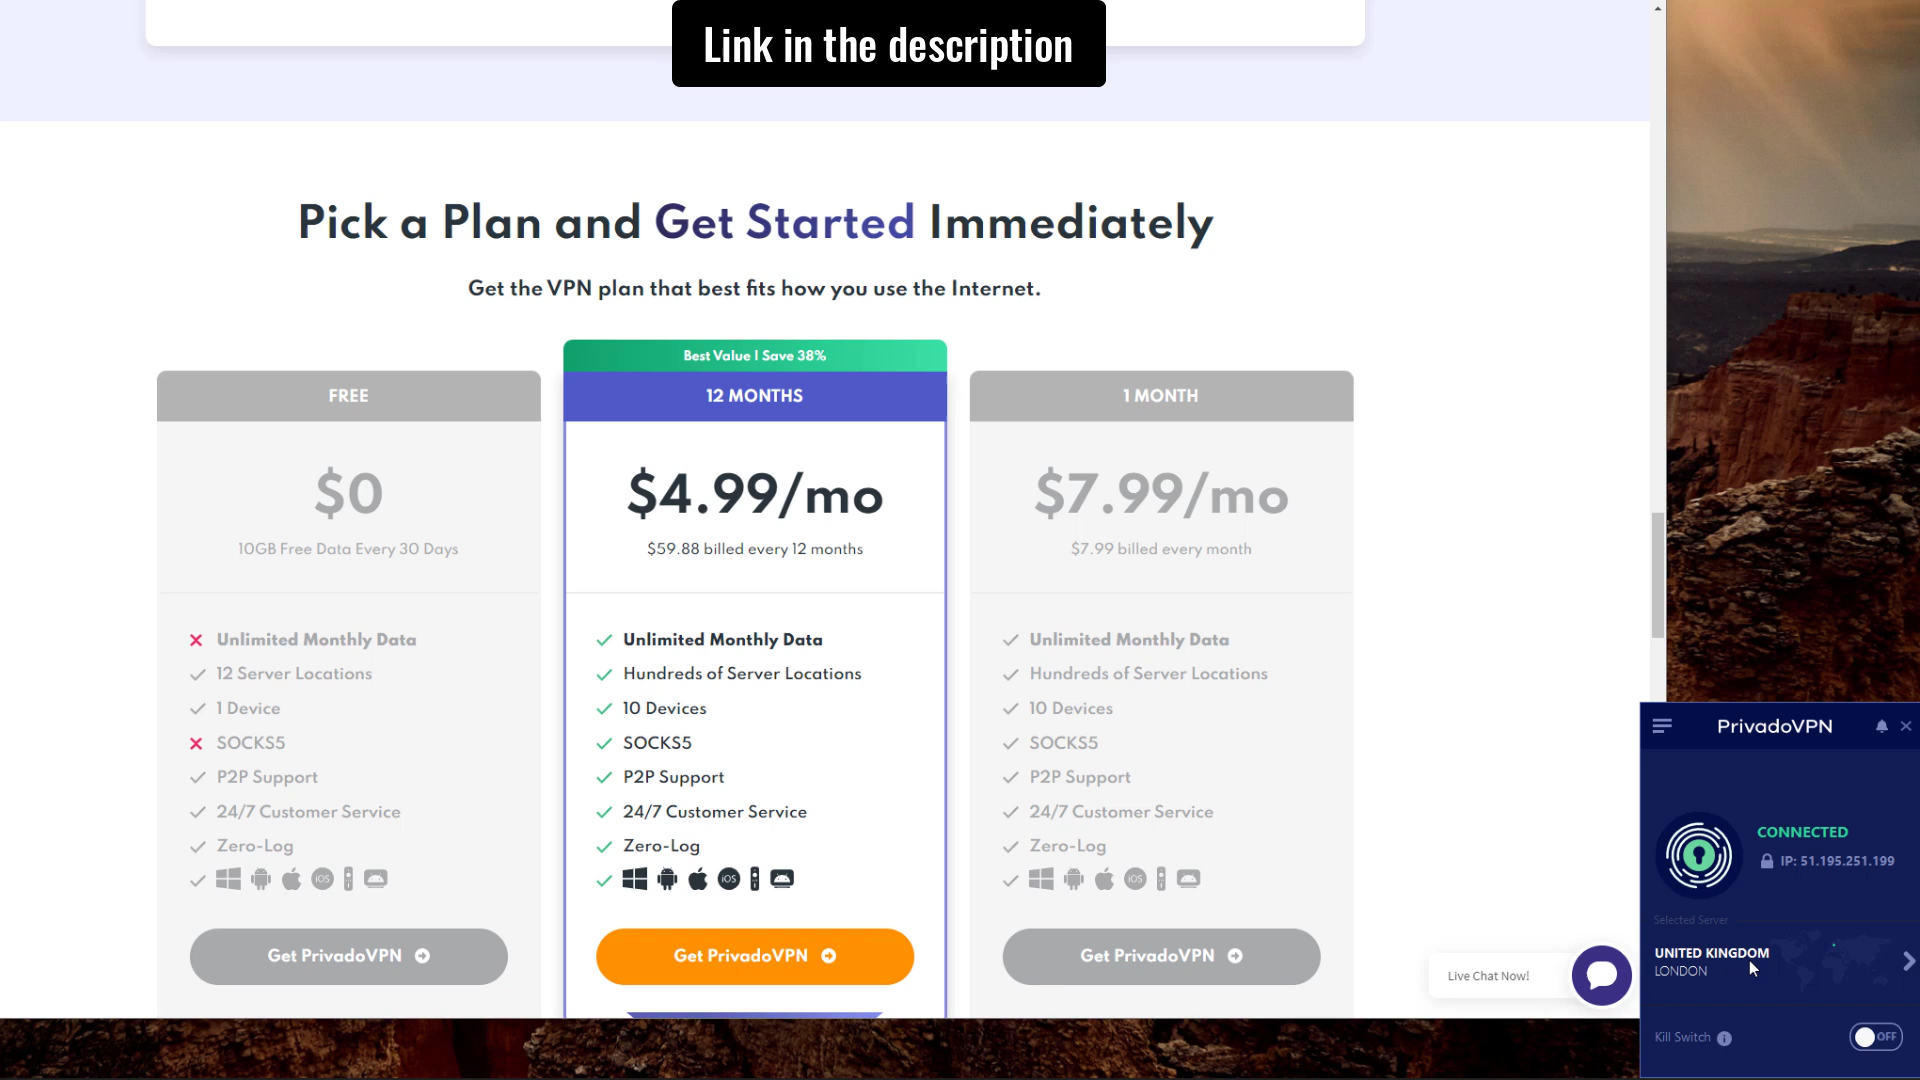 Link in the description
Pick a Plan and Get Started Immediately
Get the VPN plan that best fits how you use the Internet.
FREE
$0
10GB Free Data Every 30 Days
Unlimited Monthly Data
12 Server Locations
1 Device
SOCKS5
P2P Support
24/7 Customer Service
Zero-Log
iOS
Get PrivadoVPN
Best Value | Save 38%
12 MONTHS
$4.99/mo
$59.88 billed every 12 months
Unlimited Monthly Data
Hundreds of Server Locations
10 Devices
SOCKS5
P2P Support
24/7 Customer Service
Zero-Log
iOS
Get PrivadoVPN
1 MONTH
$7.99/mo
$7.99 billed every month
Unlimited Monthly Data
Hundreds of Server Locations
10 Devices
SOCKS5
P2P Support
24/7 Customer Service
Zero-Log
iOS
Get PrivadoVPN
Live Chat Now!
PrivadoVPN
CONNECTED
IP: 51.195.251.199
Selected Server
UNITED KINGDOM
LONDON
Kill Switch
OFF